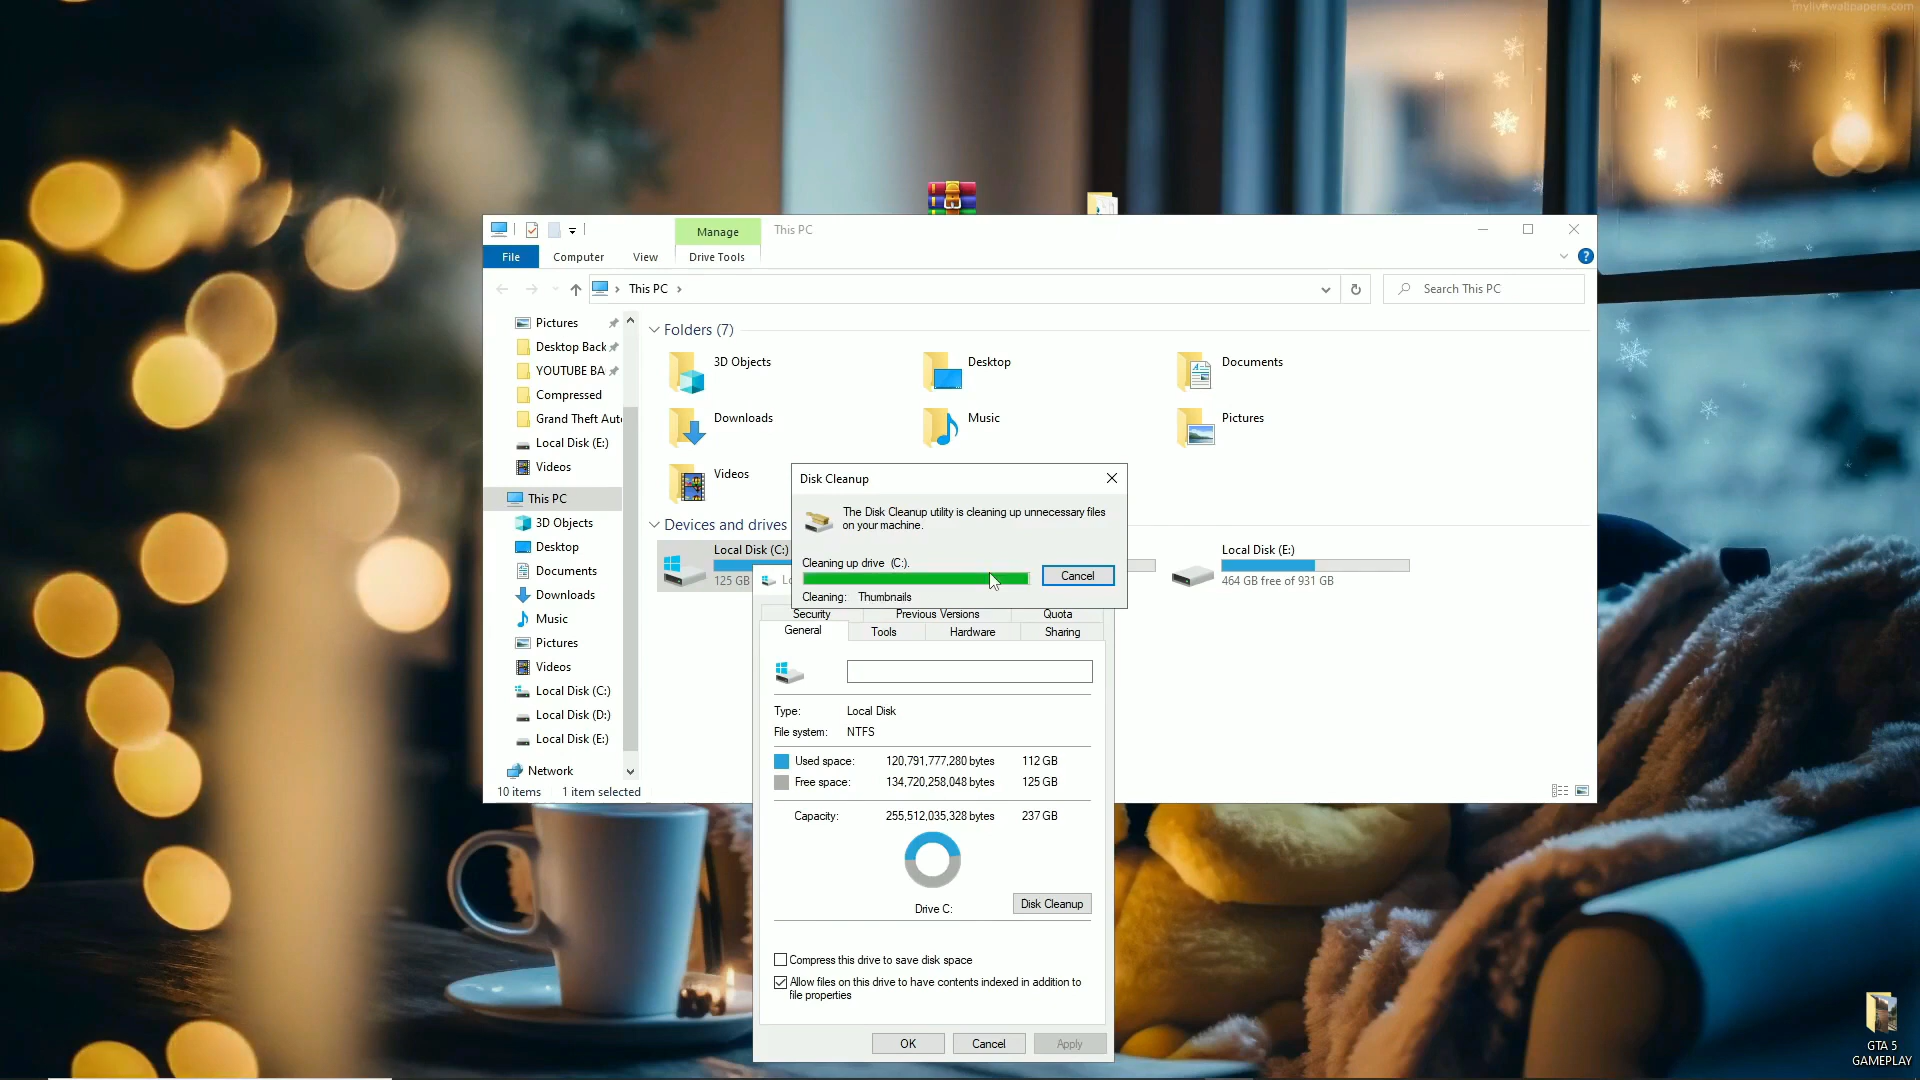 mylivewallpapers.com
Manage
This PC
File
Computer
View
Drive Tools
This PC
Search This PC
Pictures
Desktop Back
YOUTUBE BA
Compressed
Grand Theft Auto
Local Disk (E:)
Videos
This PC
3D Objects
Desktop
Documents
Downloads
Music
Pictures
Videos
Local Disk (C:)
Local Disk (D:)
Local Disk (E:)
Network
Folders (7)
3D Objects
Desktop
Documents
Downloads
Music
Pictures
Videos
Devices and drives
Local Disk (C:)
125 GB
Local Disk (E:)
464 GB free of 931 GB
10 items
1 item selected
Disk Cleanup
The Disk Cleanup utility is cleaning up unnecessary files
on your machine.
Cleaning up drive (C:).
Cancel
Cleaning: Thumbnails
Security
Previous Versions
Quota
General
Tools
Hardware
Sharing
Type: Local Disk
File system: NTFS
Used space: 120,791,777,280 bytes 112 GB
Free space: 134,720,258,048 bytes 125 GB
Capacity: 255,512,035,328 bytes 237 GB
Drive C:
Disk Cleanup
Compress this drive to save disk space
Allow files on this drive to have contents indexed in addition to
file properties
OK
Cancel
Apply
GTA 5
GAMEPLAY